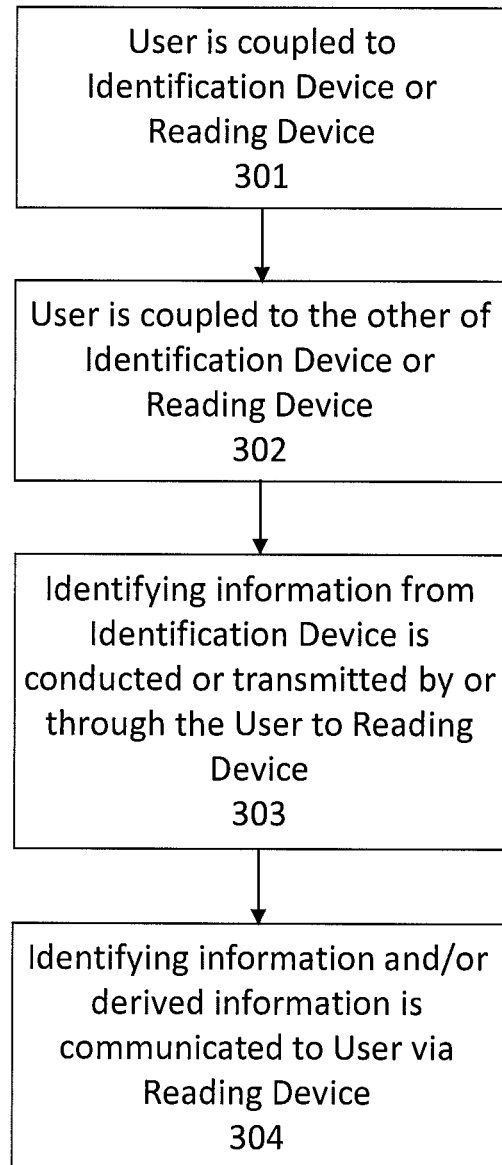 User is coupled to
Identification Device or
Reading Device
301
User is coupled to the other of
Identification Device or
Reading Device
302
Identifying information from
Identification Device is
conducted or transmitted by or
through the User to Reading
Device
303
Identifying information and/or
derived information is
communicated to User via
Reading Device
304